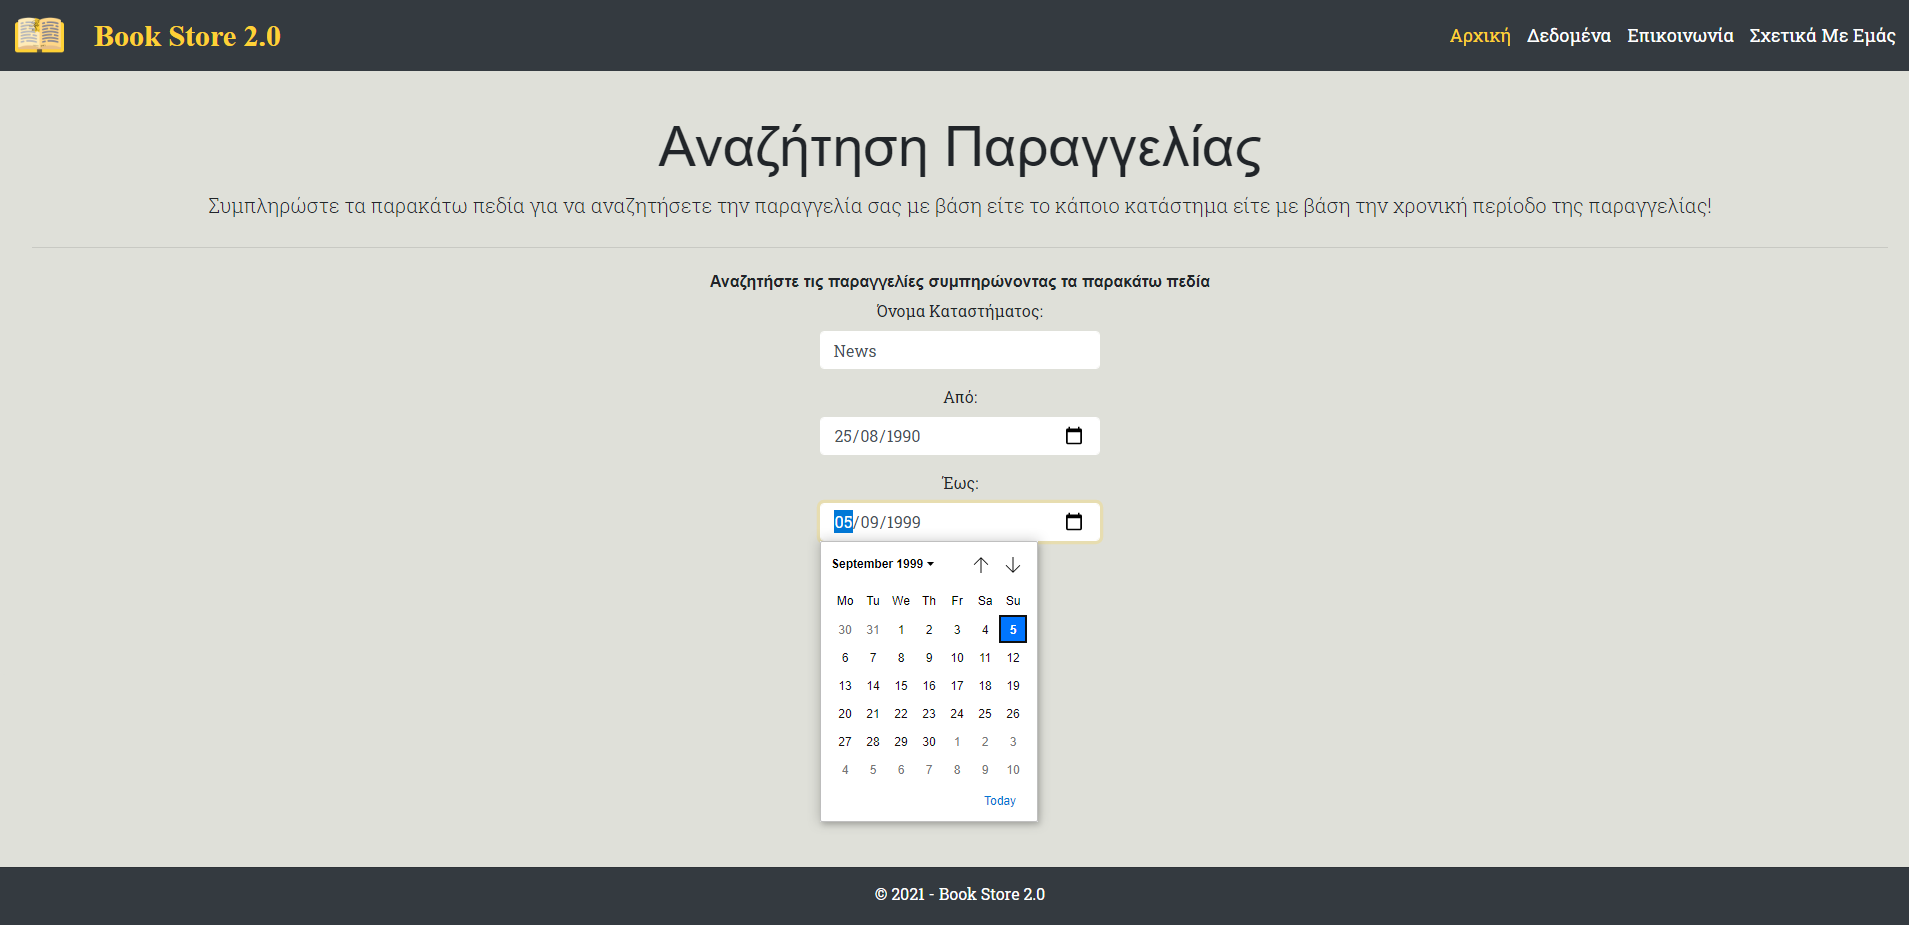 Book Store 2.0
Αρχική Δεδομένα Επικοινωνία Σχετικά Με Εμάς
Αναζήτηση Παραγγελίας
Συμπληρώστε τα παρακάτω πεδία για να αναζητήσετε την παραγγελία σας με βάση είτε το κάποιο κατάστημα είτε με βάση την χρονική περίοδο της παραγγελίας!
Αναζητήστε τις παραγγελίες συμπηρώνοντας τα παρακάτω πεδία
Όνομα Καταστήματος:
News
Από:
25/08/1990
Έως:
05/09/1999
September 1999
Mo Tu We Th Fr Sa Su
30 31 1 2 3 4 5
6 7 8 9 10 11 12
13 14 15 16 17 18 19
20 21 22 23 24 25 26
27 28 29 30 1 2 3
4 5 6 7 8 9 10
Today
© 2021 - Book Store 2.0